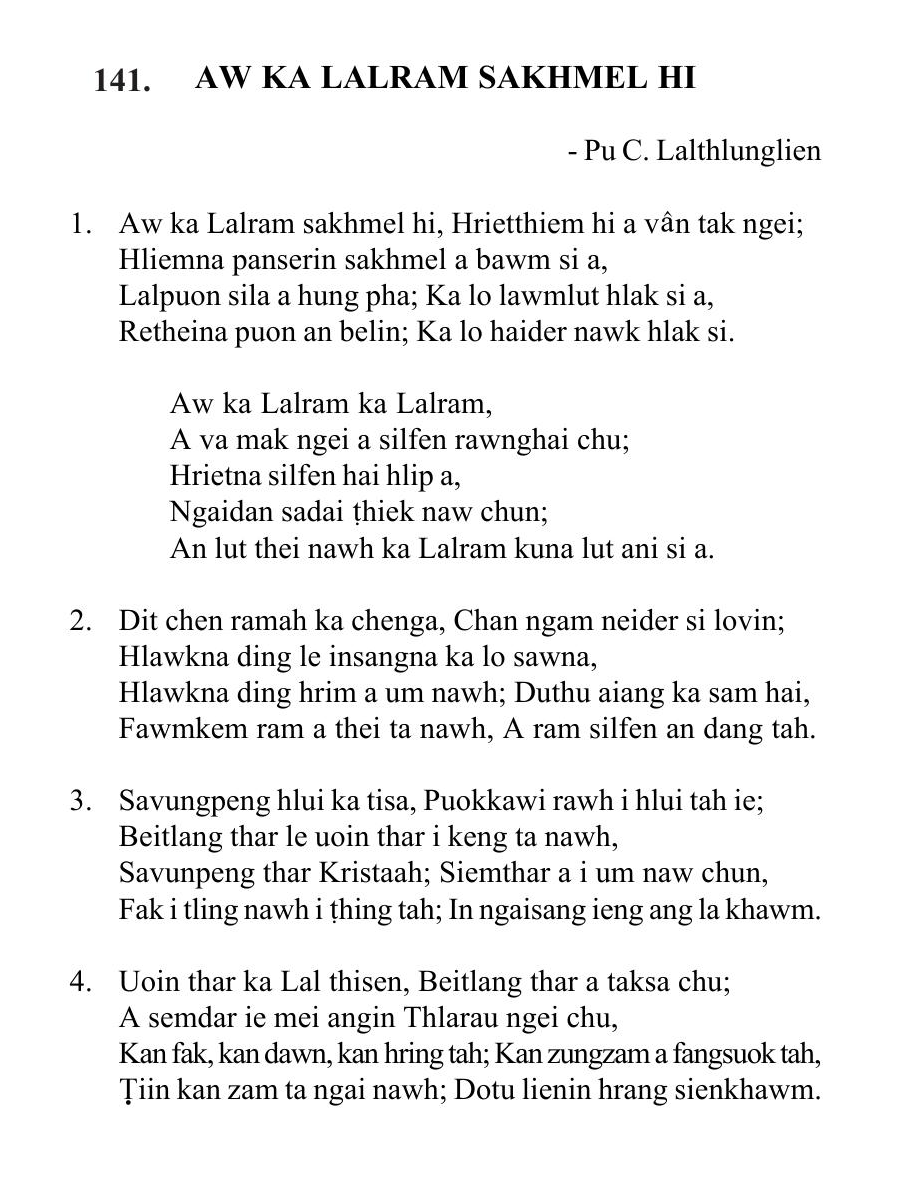 141. AW KA LALRAM SAKHMEL HI
- Pu C. Lalthlunglien
1. Aw ka Lalram sakhmel hi, Hrietthiem hi a vân tak ngei;
Hliemna panserin sakhmel a bawm si a,
Lalpuon sila a hung pha; Ka lo lawmlut hlak si a,
Retheina puon an belin; Ka lo haider nawk hlak si.
Aw ka Lalram ka Lalram,
A va mak ngei a silfen rawnghai chu;
Hrietna silfen hai hlip a,
Ngaidan sadai ṭhiek naw chun;
An lut thei nawh ka Lalram kuna lut ani si a.
2. Dit chen ramah ka chenga, Chan ngam neider si lovin;
Hlawkna ding le insangna ka lo sawna,
Hlawkna ding hrim a um nawh; Duthu aiang ka sam hai,
Fawmkem ram a thei ta nawh, A ram silfen an dang tah.
3. Savungpeng hlui ka tisa, Puokkawi rawh i hlui tah ie;
Beitlang thar le uoin thar i keng ta nawh,
Savunpeng thar Kristaah; Siemthar a i um naw chun,
Fak i tling nawh i ṭhing tah; In ngaisang ieng ang la khawm.
4. Uoin thar ka Lal thisen, Beitlang thar a taksa chu;
A semdar ie mei angin Thlarau ngei chu,
Kan fak, kan dawn, kan hring tah; Kan zungzam a fangsuok tah,
Ṭiin kan zam ta ngai nawh; Dotu lienin hrang sienkhawm.